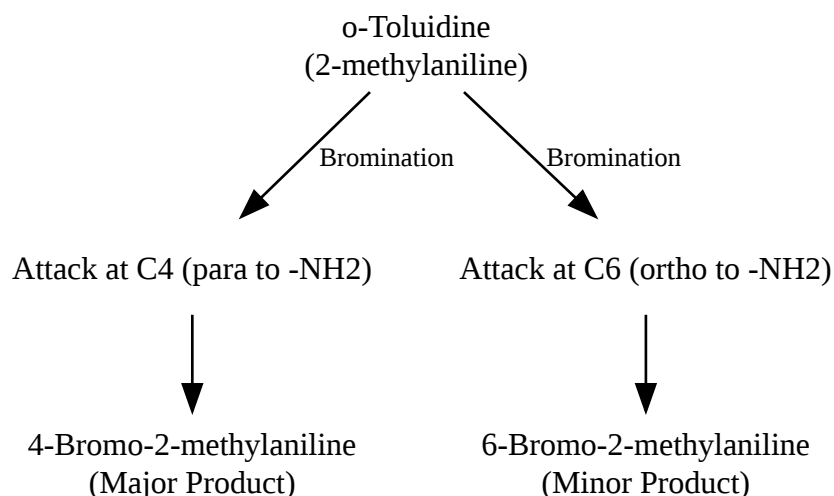 o-Toluidine
(2-methylaniline)
Bromination
Bromination
Attack at C4 (para to -NH2)
Attack at C6 (ortho to -NH2)
4-Bromo-2-methylaniline
(Major Product)
6-Bromo-2-methylaniline
(Minor Product)